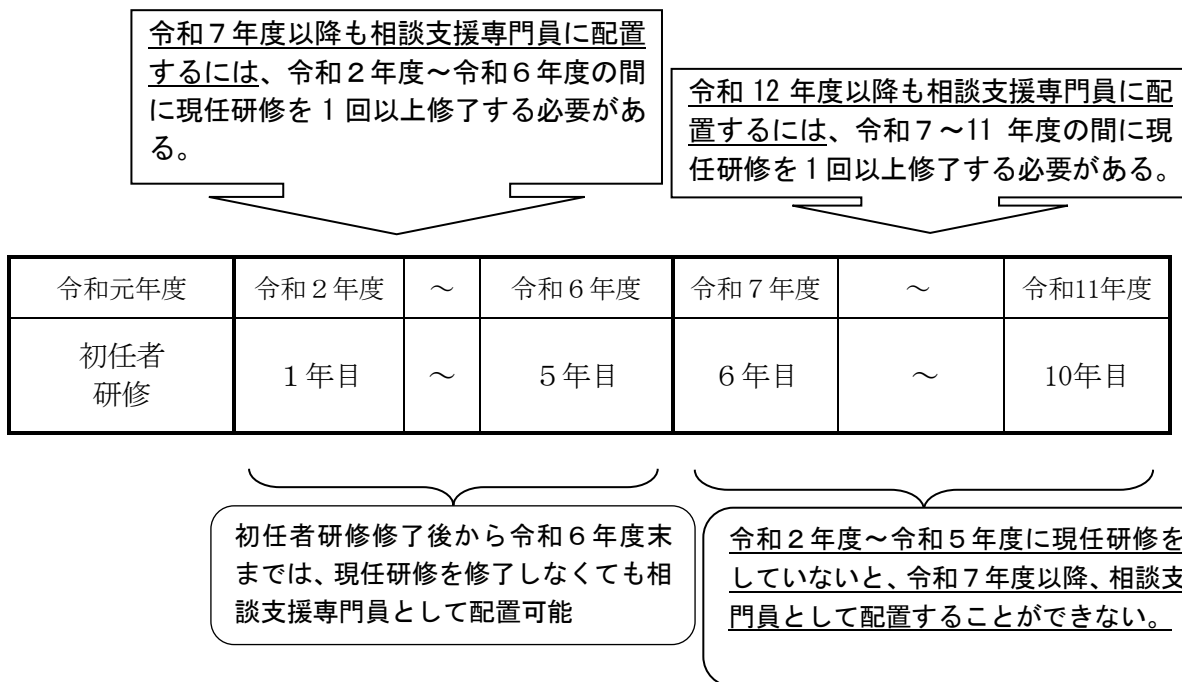 令和７年度以降も相談支援専門員に配置
するには、令和２年度～令和６年度の間
に現任研修を１回以上修了する必要があ
る。
令和 12 年度以降も相談支援専門員に配
置するには、令和７～11 年度の間に現
任研修を１回以上修了する必要がある。
令和元年度 令和２年度 ～ 令和６年度 令和７年度 ～ 令和11年度
初任者
研修
１年目 ～ ５年目 ６年目 ～ 10年目
初任者研修修了後から令和６年度末
までは、現任研修を修了しなくても相
談支援専門員として配置可能
令和２年度～令和５年度に現任研修を
していないと、令和７年度以降、相談支
門員として配置することができない。